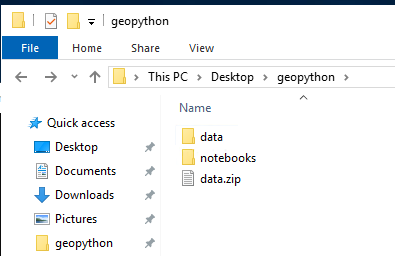 geopython
File Home Share View
This PC Desktop geopython
Name
Quick access
Desktop
Documents
Downloads
Pictures
geopython
data
notebooks
data.zip